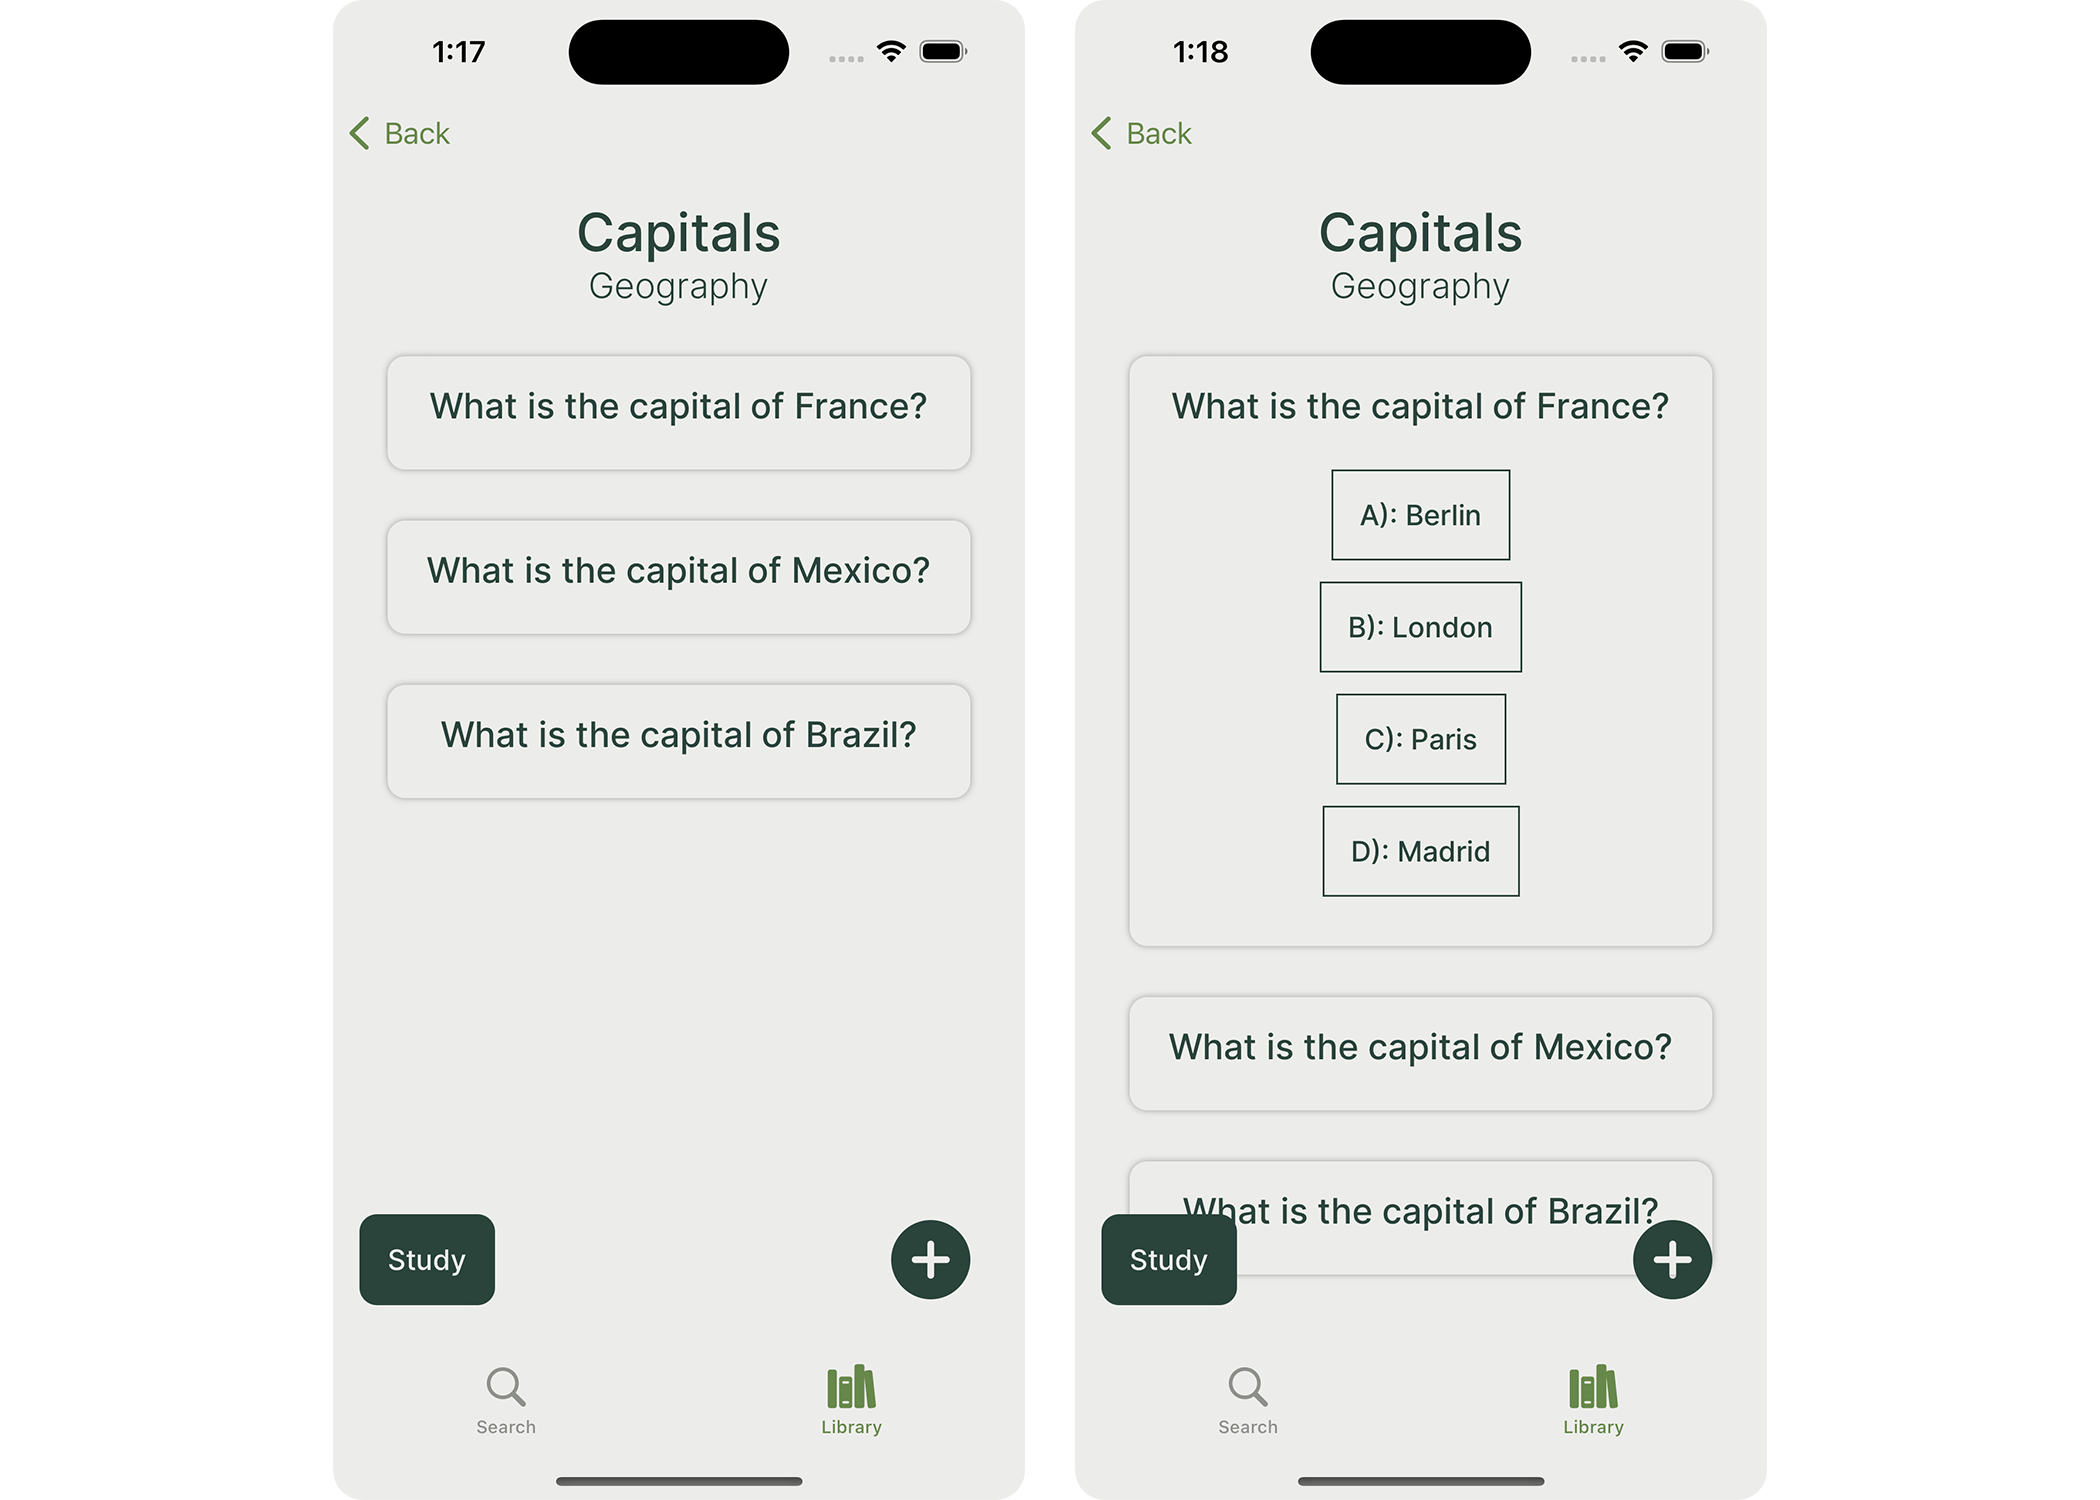 1:17
Back
Capitals
Geography
What is the capital of France?
What is the capital of Mexico?
What is the capital of Brazil?
Study
Search
Library
1:18
Back
Capitals
Geography
What is the capital of France?
A): Berlin
B): London
C): Paris
D): Madrid
What is the capital of Mexico?
What is the capital of Brazil?
Study
Search
Library